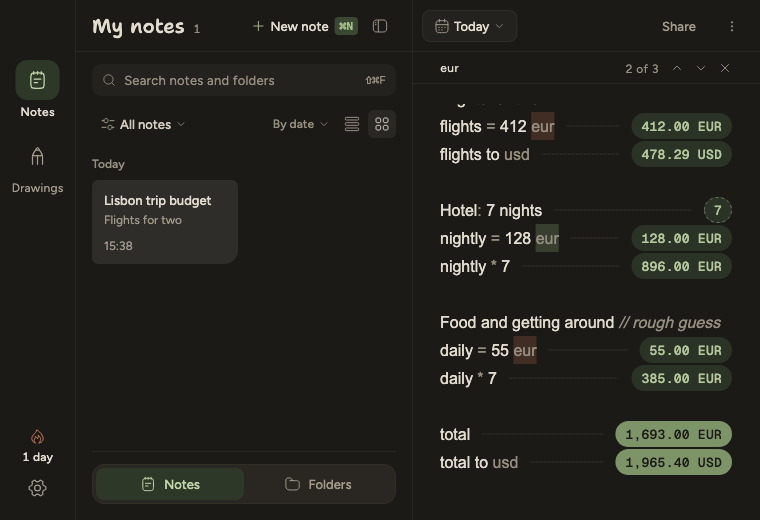 My notes 1
+ New note ⌘N
Today
Share
Notes
Drawings
Search notes and folders ⇧⌘F
All notes
By date
Today
Lisbon trip budget
Flights for two
15:38
eur
2 of 3
flights = 412 eur 412.00 EUR
flights to usd 478.29 USD
Hotel: 7 nights 7
nightly = 128 eur 128.00 EUR
nightly * 7 896.00 EUR
Food and getting around // rough guess
daily = 55 eur 55.00 EUR
daily * 7 385.00 EUR
total 1,693.00 EUR
total to usd 1,965.40 USD
1 day
Notes
Folders